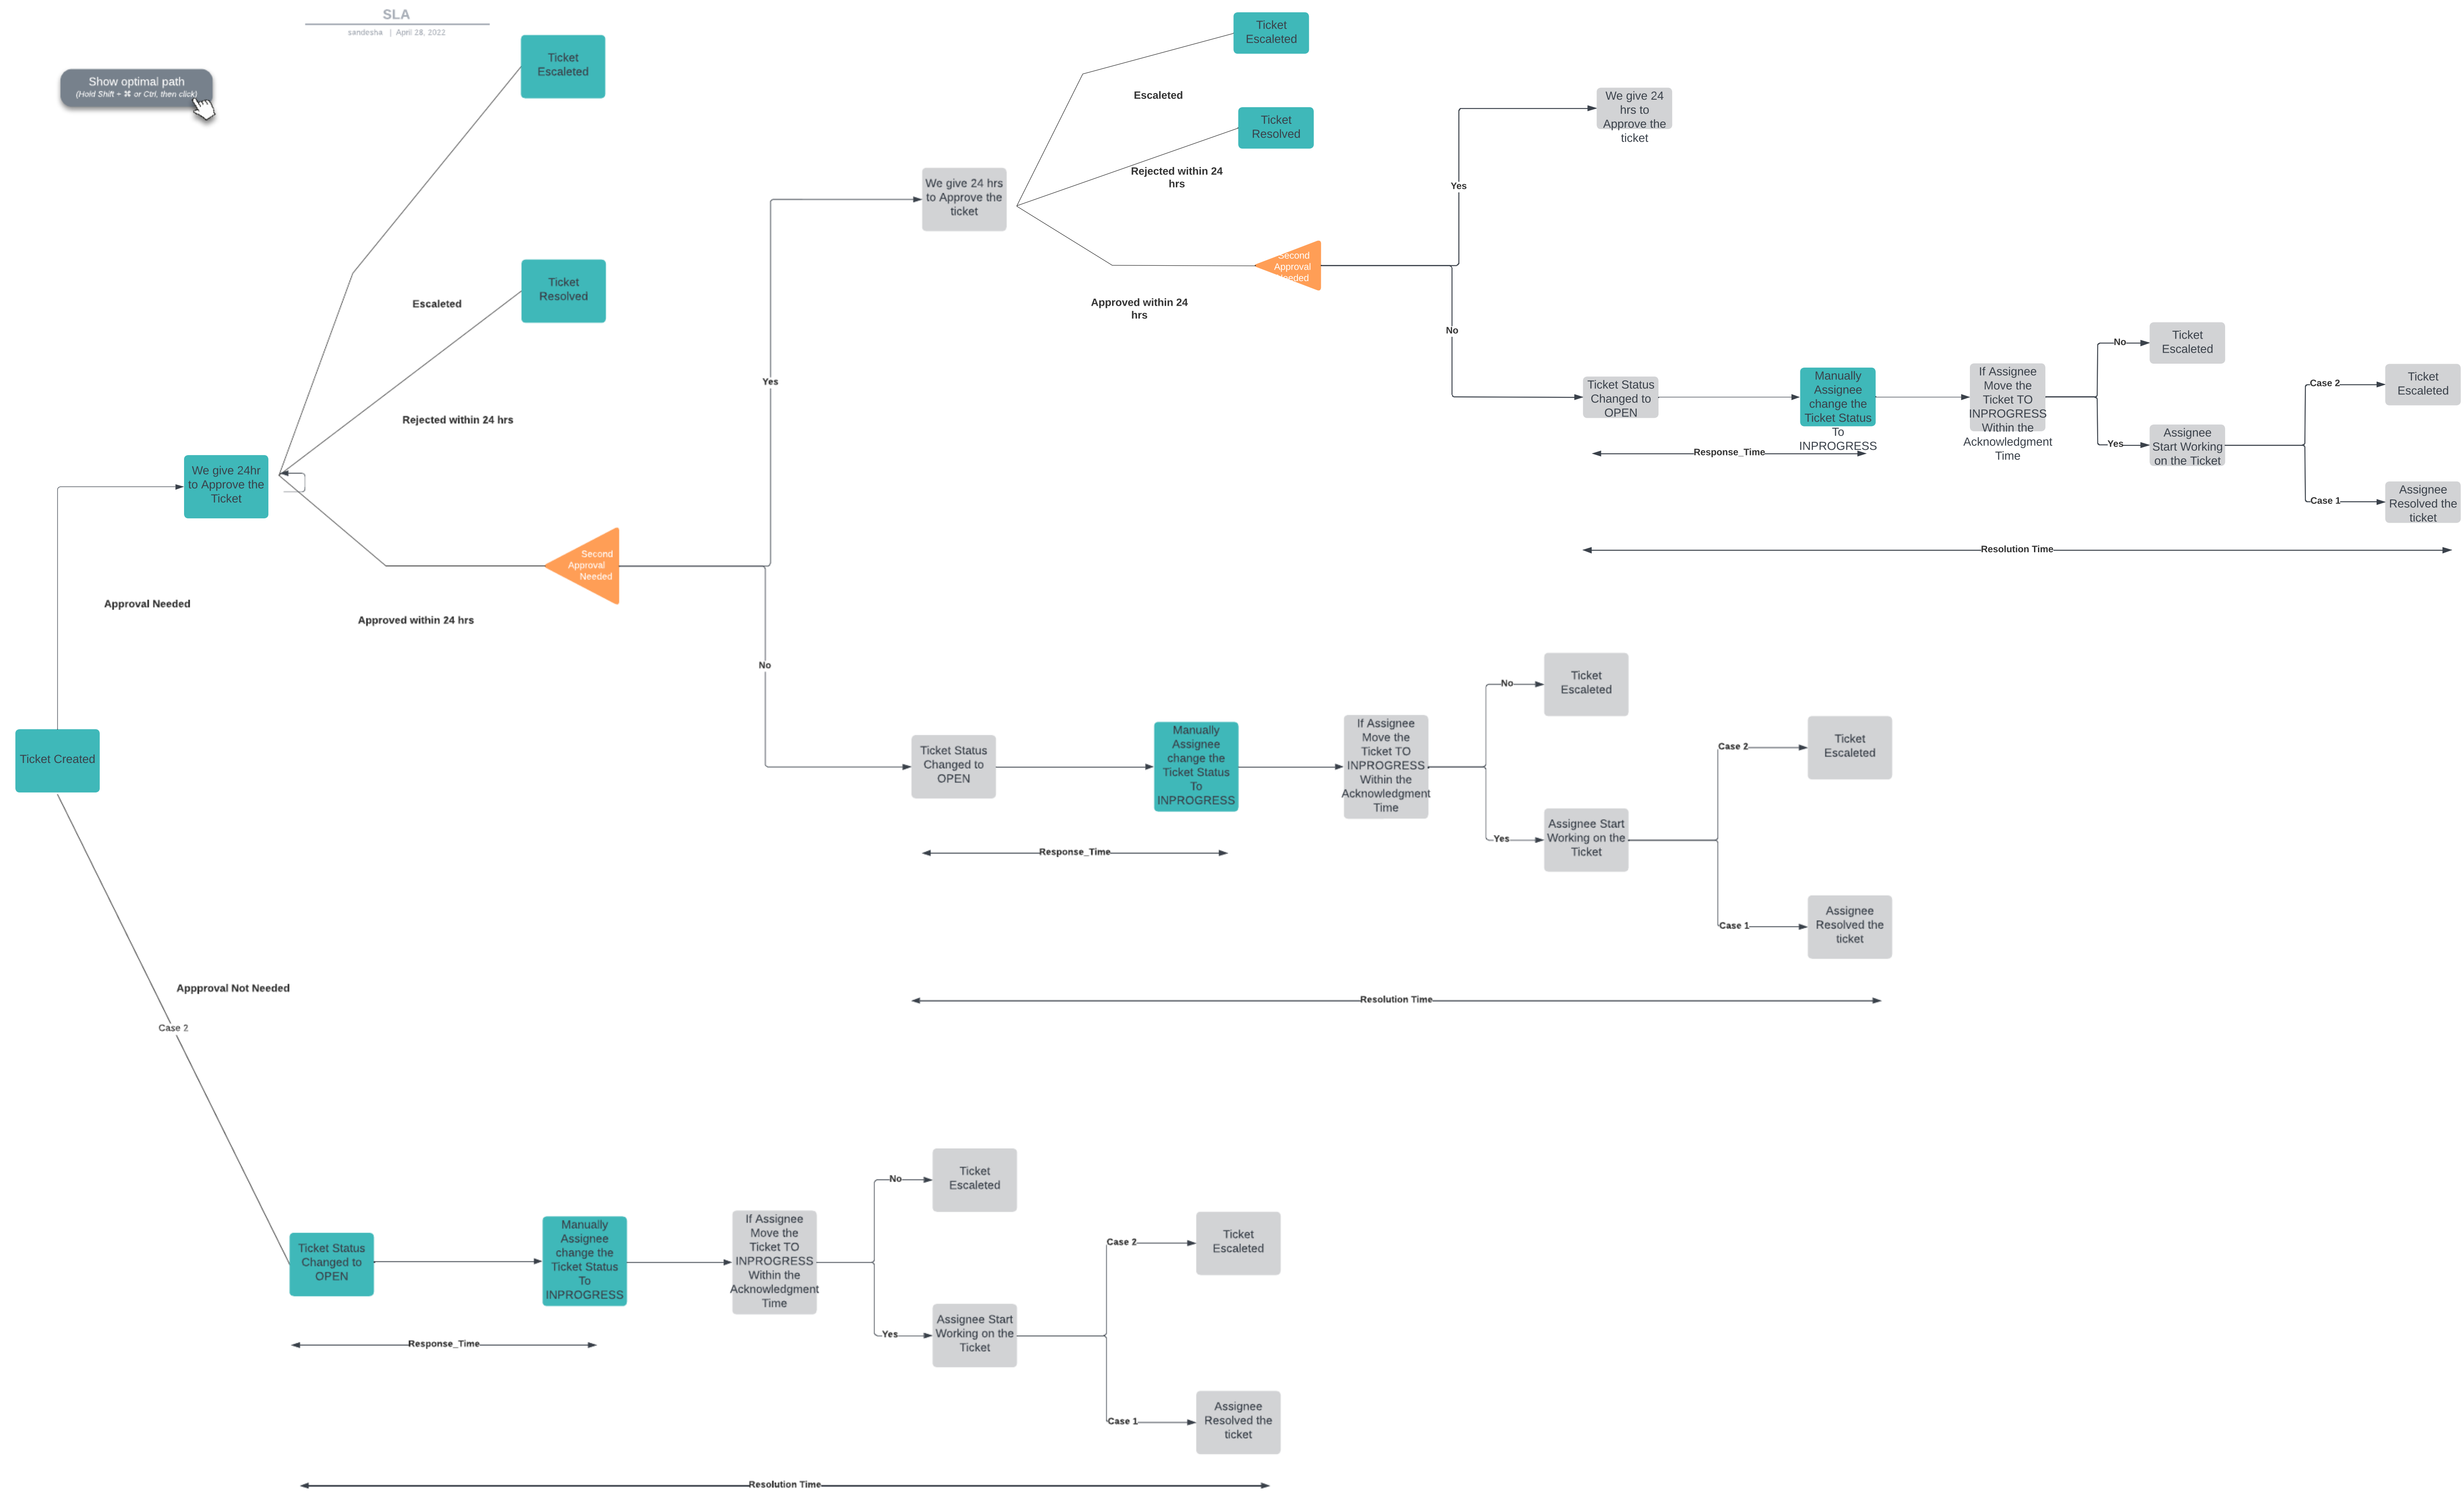 SLA
sandesha | April 28, 2022
Show optimal path
(Hold Shift + ⌘ or Ctrl, then click)
Ticket
Escaleted
Ticket
Escaleted
Escaleted
Ticket
Resolved
Rejected within 24
hrs
We give 24
hrs to
Approve the
ticket
Yes
We give 24 hrs
to Approve the
ticket
Second
Approval
Needed
Approved within 24
hrs
No
Ticket
Resolved
Escaleted
Rejected within 24 hrs
Yes
Ticket Status
Changed to
OPEN
Manually
Assignee
change the
Ticket Status
To
INPROGRESS
If Assignee
Move the
Ticket TO
INPROGRESS
Within the
Acknowledgment
Time
No
Ticket
Escaleted
Yes
Assignee
Start Working
on the Ticket
Case 2
Ticket
Escaleted
Case 1
Assignee
Resolved the
ticket
Response_Time
Resolution Time
We give 24hr
to Approve the
Ticket
Second
Approval
Needed
Approval Needed
Approved within 24 hrs
No
Ticket Created
Ticket Status
Changed to
OPEN
Manually
Assignee
change the
Ticket Status
To
INPROGRESS
If Assignee
Move the
Ticket TO
INPROGRESS
Within the
Acknowledgment
Time
No
Ticket
Escaleted
Yes
Assignee Start
Working on the
Ticket
Case 2
Ticket
Escaleted
Case 1
Assignee
Resolved the
ticket
Response_Time
Resolution Time
Appproval Not Needed
Case 2
Ticket Status
Changed to
OPEN
Manually
Assignee
change the
Ticket Status
To
INPROGRESS
If Assignee
Move the
Ticket TO
INPROGRESS
Within the
Acknowledgment
Time
No
Ticket
Escaleted
Yes
Assignee Start
Working on the
Ticket
Case 2
Ticket
Escaleted
Case 1
Assignee
Resolved the
ticket
Response_Time
Resolution Time